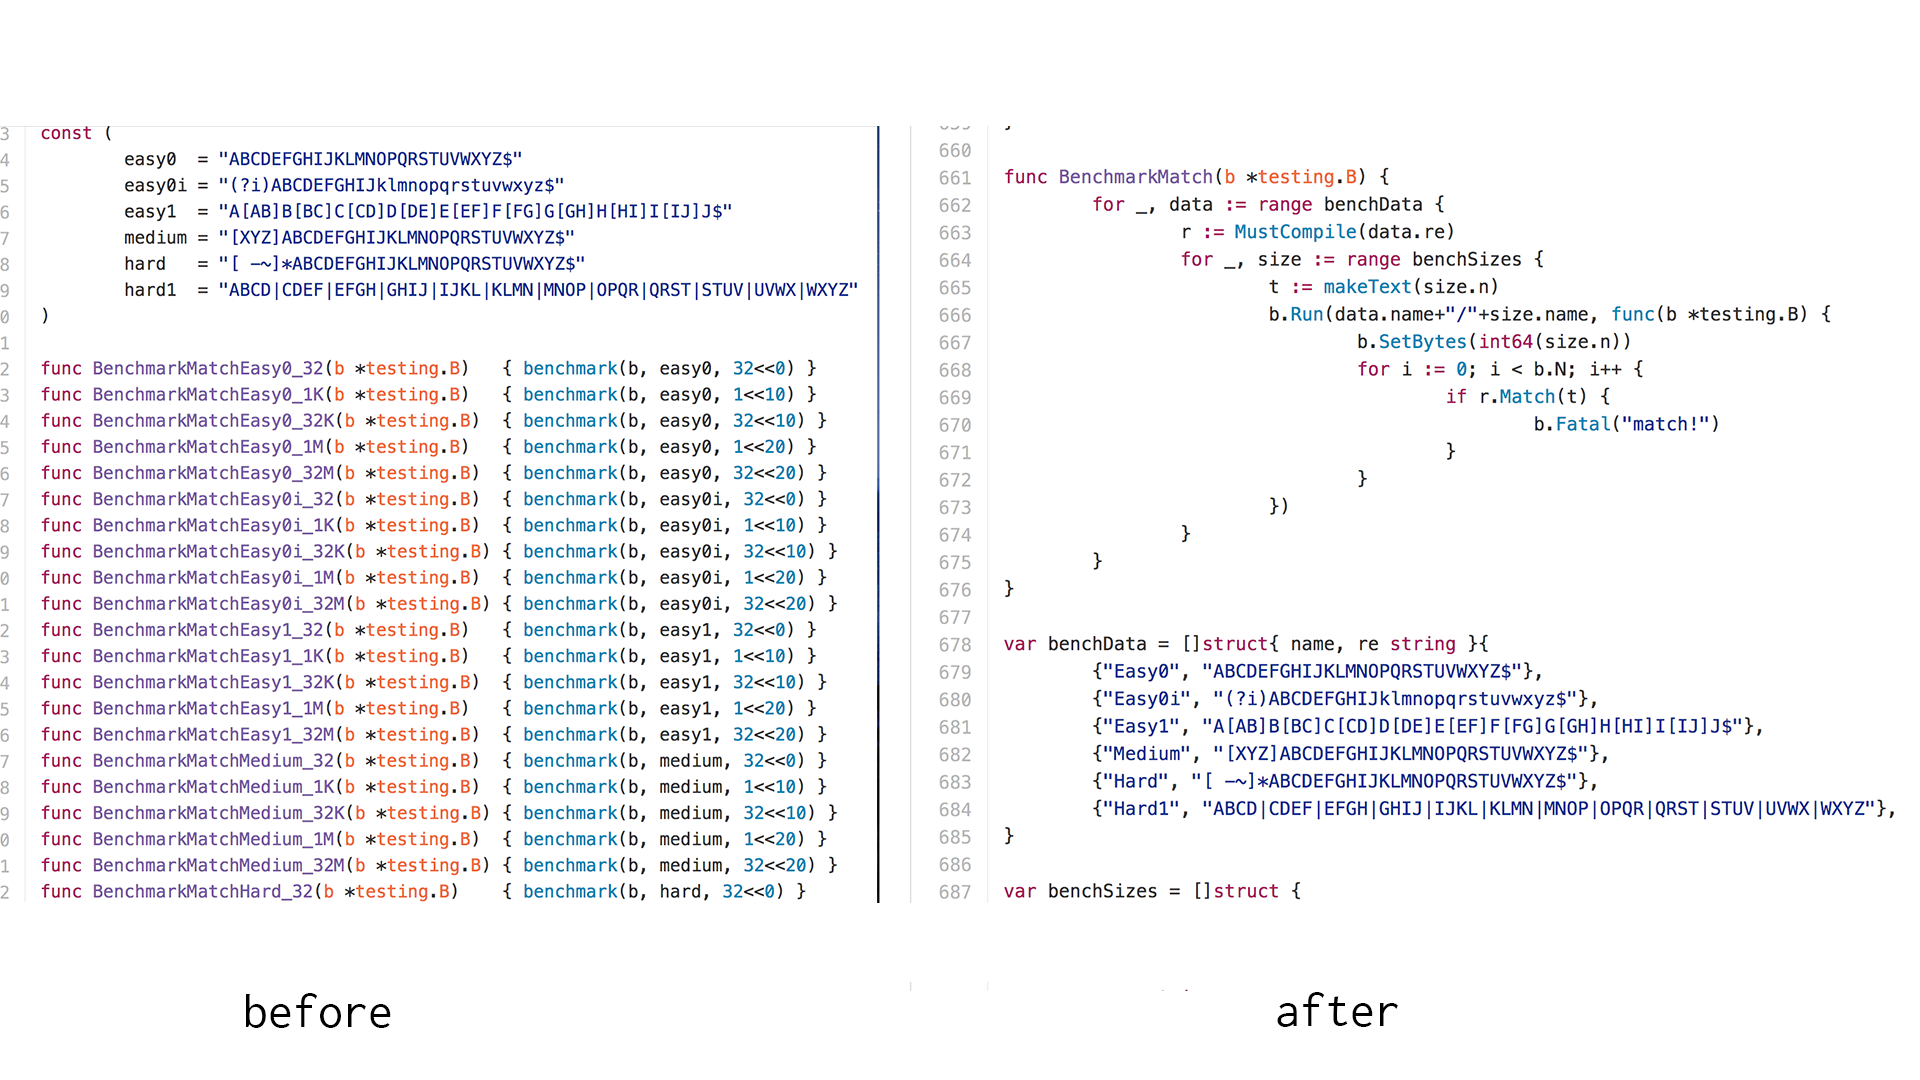 3 const (
4 easy0  = "ABCDEFGHIJKLMNOPQRSTUVWXYZ$"
5 easy0i = "(?i)ABCDEFGHIJklmnopqrstuvwxyz$"
6 easy1  = "A[AB]B[BC]C[CD]D[DE]E[EF]F[FG]G[GH]H[HI]I[IJ]J$"
7 medium = "[XYZ]ABCDEFGHIJKLMNOPQRSTUVWXYZ$"
8 hard   = "[ -~]*ABCDEFGHIJKLMNOPQRSTUVWXYZ$"
9 hard1  = "ABCD|CDEF|EFGH|GHIJ|IJKL|KLMN|MNOP|OPQR|QRST|STUV|UVWX|WXYZ"
0 )
1
2 func BenchmarkMatchEasy0_32(b *testing.B)   { benchmark(b, easy0, 32<<0) }
3 func BenchmarkMatchEasy0_1K(b *testing.B)   { benchmark(b, easy0, 1<<10) }
4 func BenchmarkMatchEasy0_32K(b *testing.B)  { benchmark(b, easy0, 32<<10) }
5 func BenchmarkMatchEasy0_1M(b *testing.B)   { benchmark(b, easy0, 1<<20) }
6 func BenchmarkMatchEasy0_32M(b *testing.B)  { benchmark(b, easy0, 32<<20) }
7 func BenchmarkMatchEasy0i_32(b *testing.B)  { benchmark(b, easy0i, 32<<0) }
8 func BenchmarkMatchEasy0i_1K(b *testing.B)  { benchmark(b, easy0i, 1<<10) }
9 func BenchmarkMatchEasy0i_32K(b *testing.B) { benchmark(b, easy0i, 32<<10) }
0 func BenchmarkMatchEasy0i_1M(b *testing.B)  { benchmark(b, easy0i, 1<<20) }
1 func BenchmarkMatchEasy0i_32M(b *testing.B) { benchmark(b, easy0i, 32<<20) }
2 func BenchmarkMatchEasy1_32(b *testing.B)   { benchmark(b, easy1, 32<<0) }
3 func BenchmarkMatchEasy1_1K(b *testing.B)   { benchmark(b, easy1, 1<<10) }
4 func BenchmarkMatchEasy1_32K(b *testing.B)  { benchmark(b, easy1, 32<<10) }
5 func BenchmarkMatchEasy1_1M(b *testing.B)   { benchmark(b, easy1, 1<<20) }
6 func BenchmarkMatchEasy1_32M(b *testing.B)  { benchmark(b, easy1, 32<<20) }
7 func BenchmarkMatchMedium_32(b *testing.B)  { benchmark(b, medium, 32<<0) }
8 func BenchmarkMatchMedium_1K(b *testing.B)  { benchmark(b, medium, 1<<10) }
9 func BenchmarkMatchMedium_32K(b *testing.B) { benchmark(b, medium, 32<<10) }
0 func BenchmarkMatchMedium_1M(b *testing.B)  { benchmark(b, medium, 1<<20) }
1 func BenchmarkMatchMedium_32M(b *testing.B) { benchmark(b, medium, 32<<20) }
2 func BenchmarkMatchHard_32(b *testing.B)    { benchmark(b, hard, 32<<0) }
before
660
661 func BenchmarkMatch(b *testing.B) {
662 for _, data := range benchData {
663 r := MustCompile(data.re)
664 for _, size := range benchSizes {
665 t := makeText(size.n)
666 b.Run(data.name+"/"+size.name, func(b *testing.B) {
667 b.SetBytes(int64(size.n))
668 for i := 0; i < b.N; i++ {
669 if r.Match(t) {
670 b.Fatal("match!")
671 }
672 }
673 })
674 }
675 }
676 }
677
678 var benchData = []struct{ name, re string }{
679 {"Easy0", "ABCDEFGHIJKLMNOPQRSTUVWXYZ$"},
680 {"Easy0i", "(?i)ABCDEFGHIJklmnopqrstuvwxyz$"},
681 {"Easy1", "A[AB]B[BC]C[CD]D[DE]E[EF]F[FG]G[GH]H[HI]I[IJ]J$"},
682 {"Medium", "[XYZ]ABCDEFGHIJKLMNOPQRSTUVWXYZ$"},
683 {"Hard", "[ -~]*ABCDEFGHIJKLMNOPQRSTUVWXYZ$"},
684 {"Hard1", "ABCD|CDEF|EFGH|GHIJ|IJKL|KLMN|MNOP|OPQR|QRST|STUV|UVWX|WXYZ"},
685 }
686
687 var benchSizes = []struct {
after